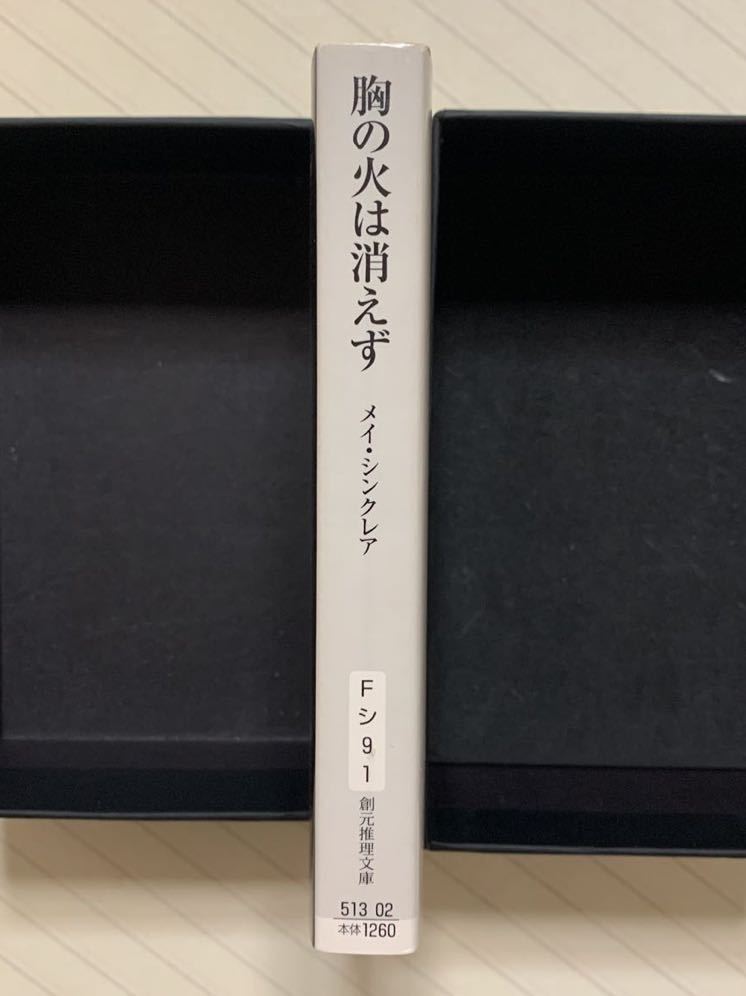 胸の火は消えず
メイ・シンクレア
F
シ
9
1
創元推理文庫
513 02
本体1260